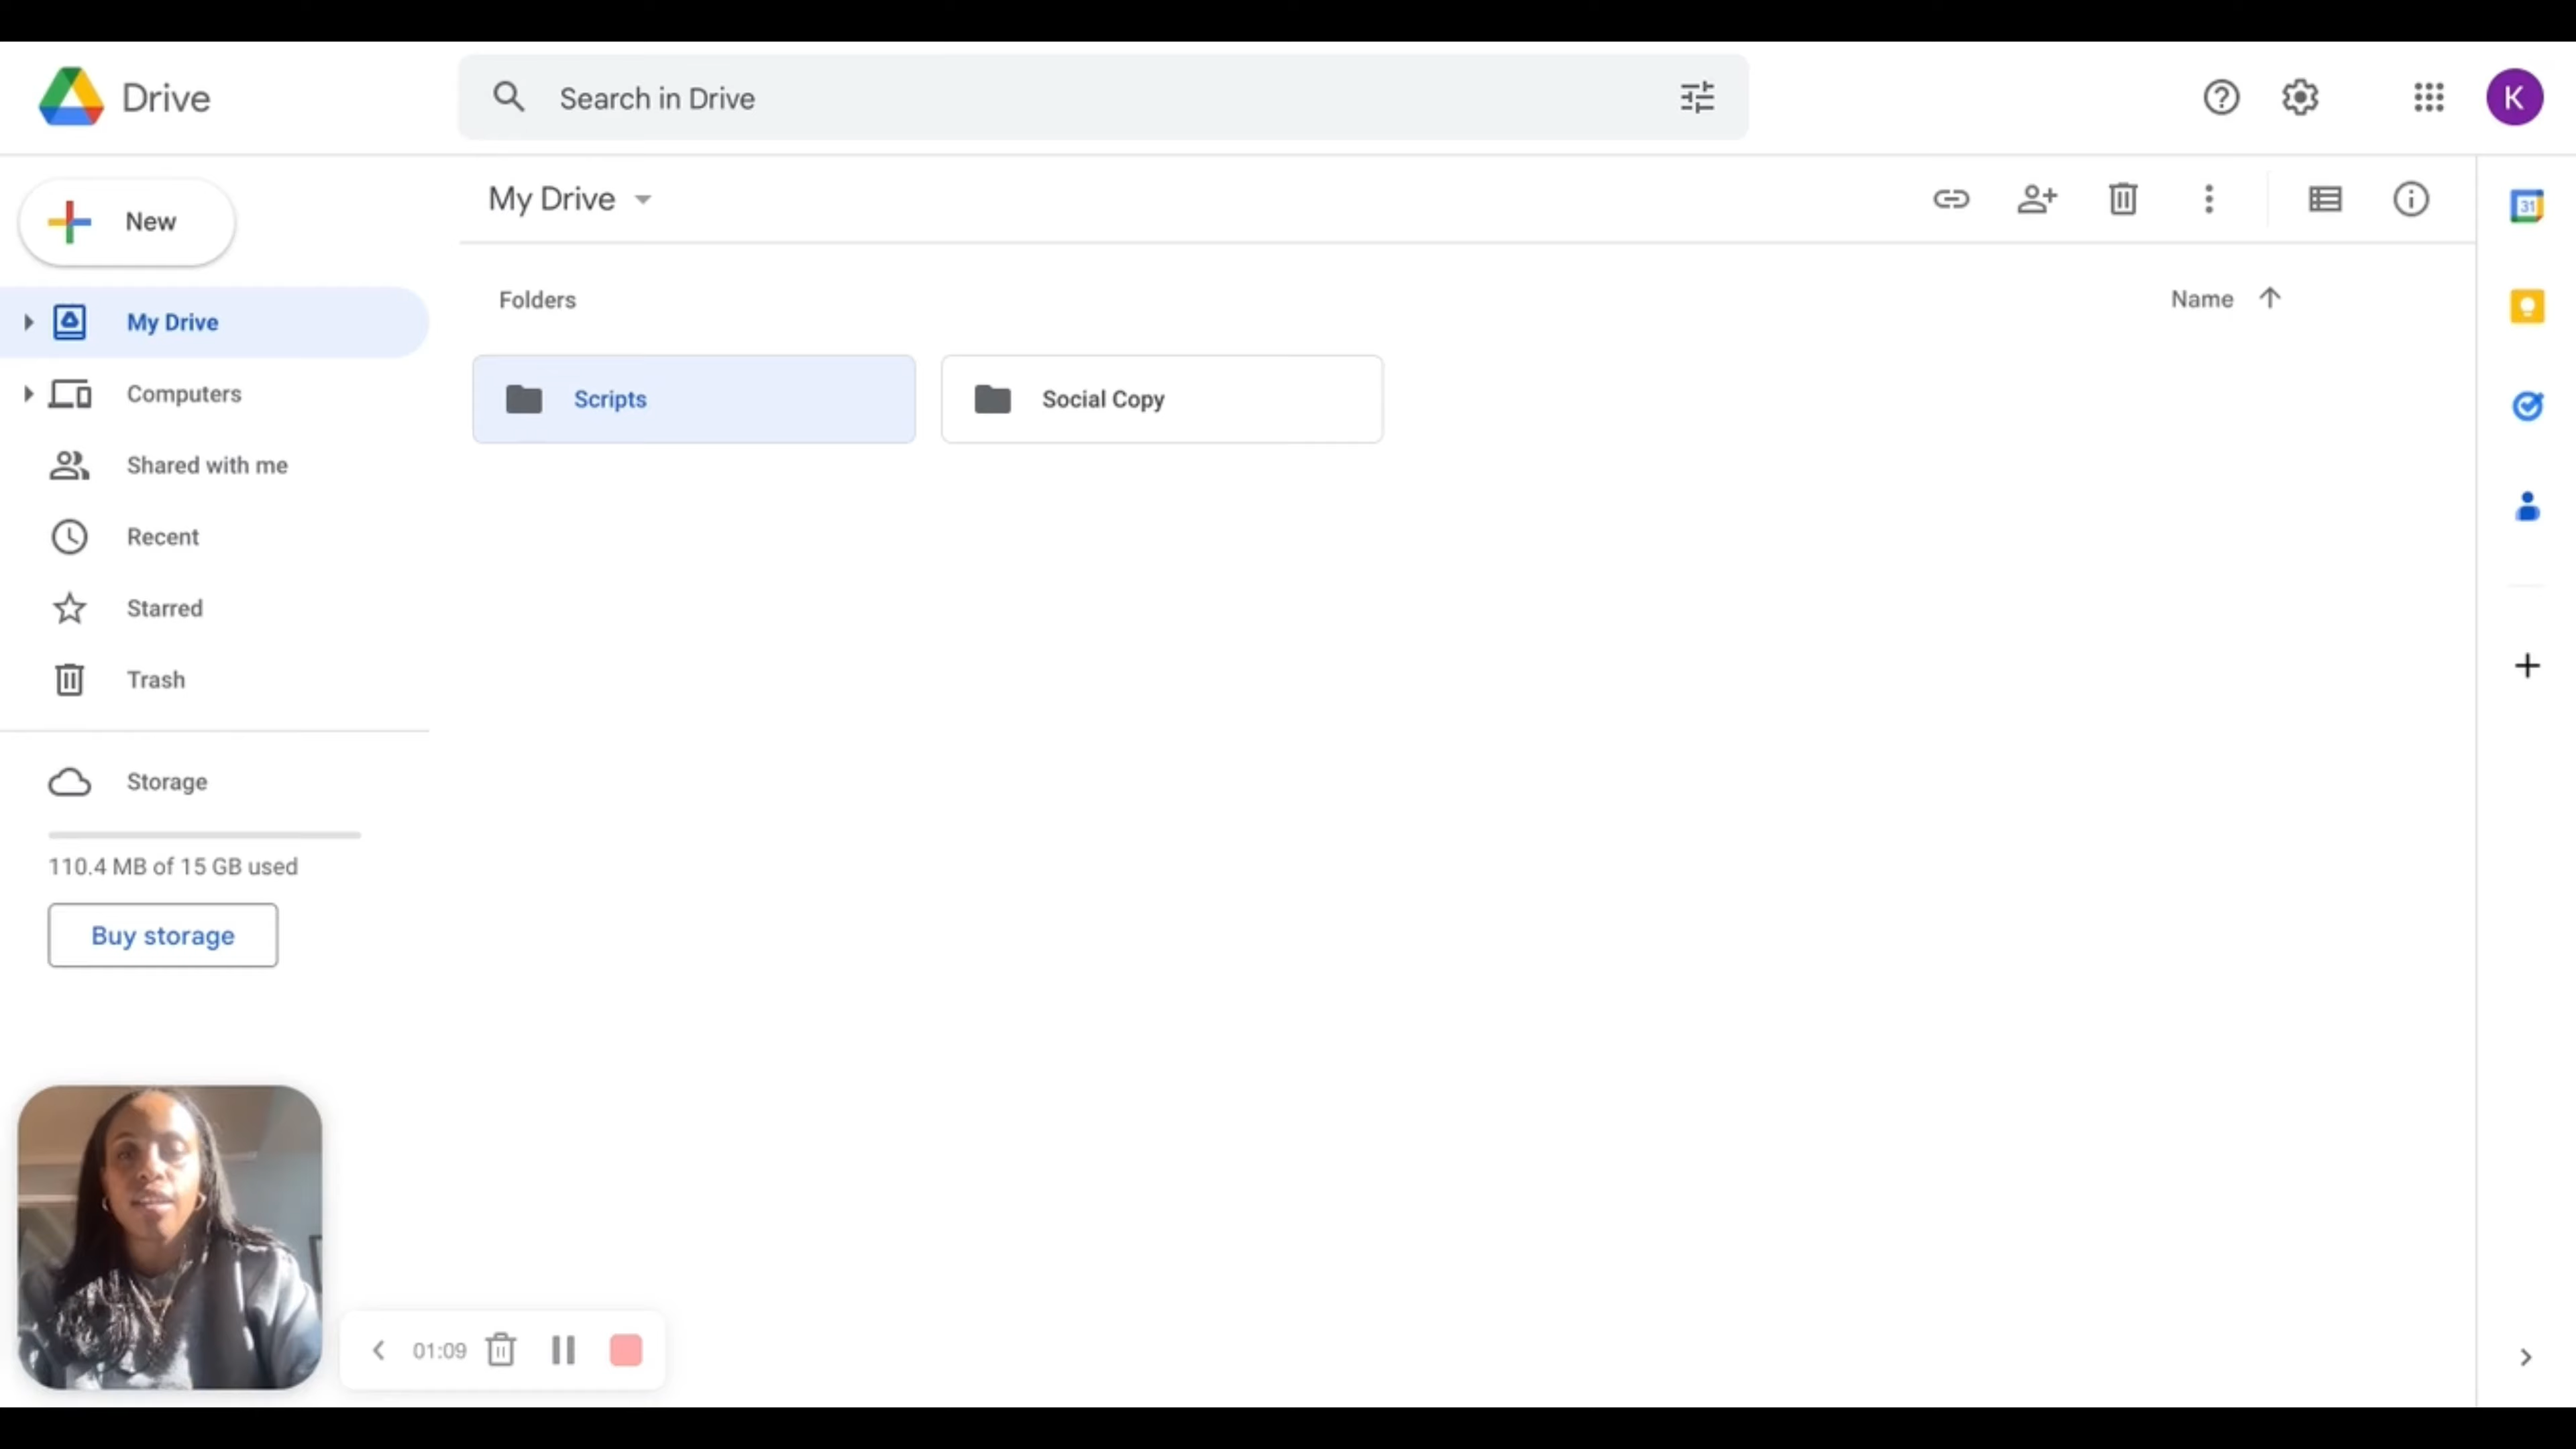 Drive
Search in Drive
K
New
My Drive
31
Folders
Name
My Drive
Scripts
Social Copy
Computers
Shared with me
Recent
Starred
Trash
Storage
110.4 MB of 15 GB used
Buy storage
01:09